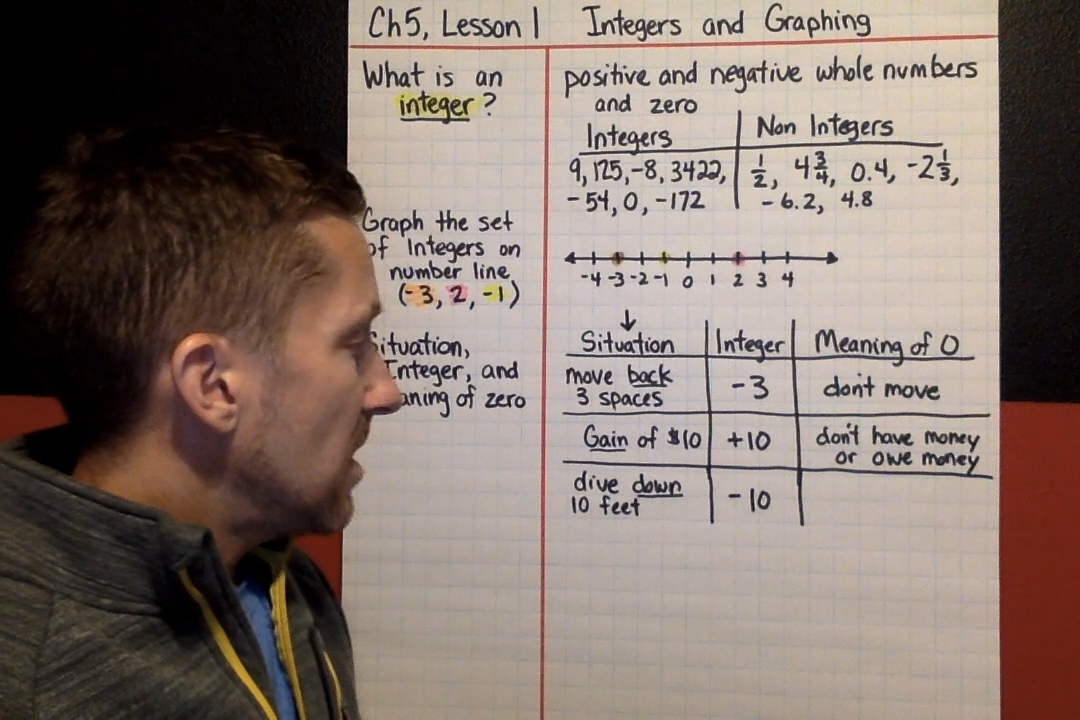 Ch5, Lesson 1 Integers and Graphing
What is an
integer?
positive and negative whole numbers
and zero
Integers Non Integers
9, 125, -8, 3422,
-54, 0, -172
1/2, 4 3/4, 0.4, -2 1/3,
-6.2, 4.8
Graph the set
of Integers on
number line
(-3, 2, -1)
-4 -3 -2 -1 0 1 2 3 4
Situation,
Integer, and
aning of zero
↓
Situation Integer Meaning of 0
move back
3 spaces
-3
don't move
Gain of $10
+10
don't have money
or owe money
dive down
10 feet
-10